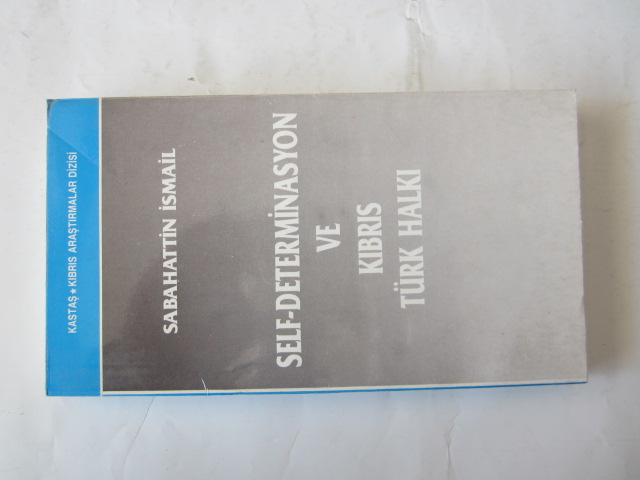 KASTAŞ ★ KIBRIS ARAŞTIRMALAR DİZİSİ
SABAHATTİN İSMAİL
SELF-DETERMİNASYON
VE
KIBRIS
TÜRK HALKI